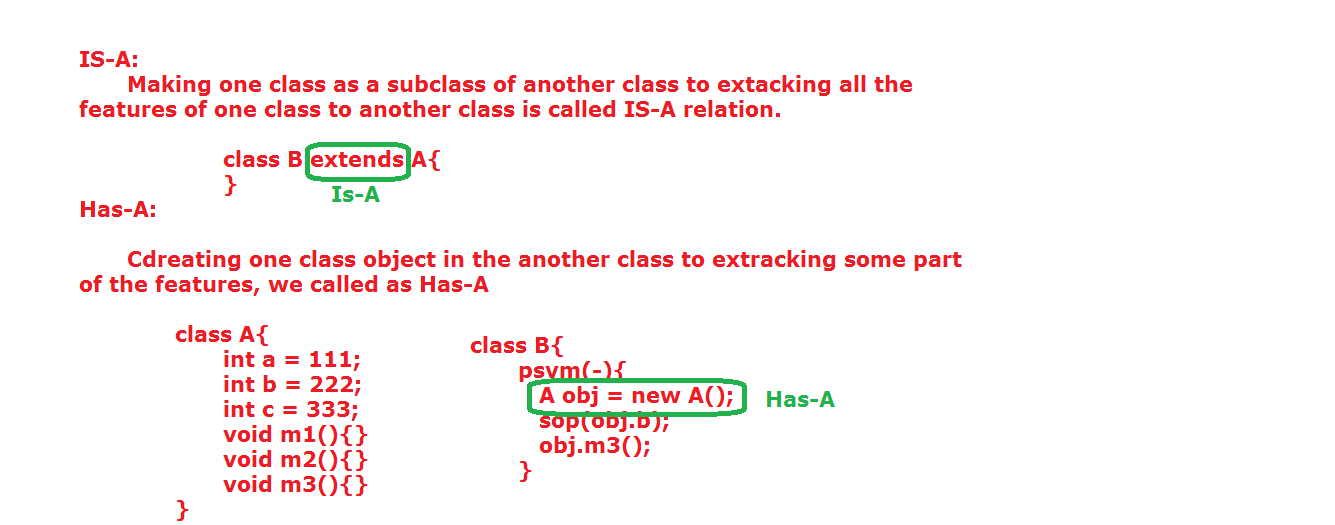 IS-A:
Making one class as a subclass of another class to extacking all the
features of one class to another class is called IS-A relation.
class B extends A{
}
Is-A
Has-A:
Cdreating one class object in the another class to extracking some part
of the features, we called as Has-A
class A{
int a = 111;
int b = 222;
int c = 333;
void m1(){}
void m2(){}
void m3(){}
}
class B{
psvm(-){
A obj = new A();
Has-A
sop(obj.b);
obj.m3();
}